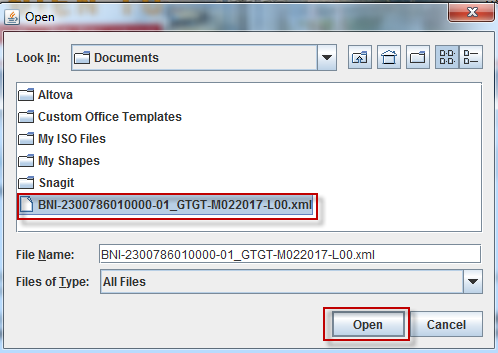 Open
Look In: Documents
Altova
Custom Office Templates
My ISO Files
My Shapes
Snagit
BNI-2300786010000-01_GTGT-M022017-L00.xml
File Name: BNI-2300786010000-01_GTGT-M022017-L00.xml
Files of Type: All Files
Open Cancel